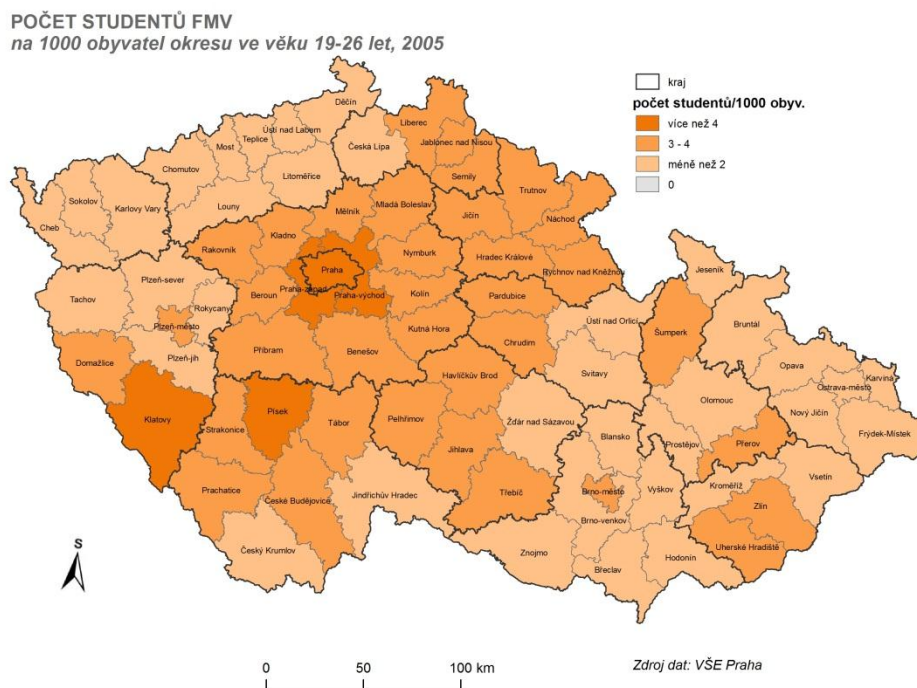 POČET STUDENTŮ FMV
na 1000 obyvatel okresu ve věku 19-26 let, 2005
kraj
počet studentů/1000 obyv.
více než 4
3 - 4
méně než 2
0
Děčín
Liberec
Ústí nad Labem
Teplice
Most
Česká Lípa
Jablonec nad Nisou
Chomutov
Litoměřice
Semily
Trutnov
Sokolov
Karlovy Vary
Louny
Mělník
Mladá Boleslav
Jičín
Náchod
Cheb
Kladno
Rakovník
Nymburk
Hradec Králové
Rychnov nad Kněžnou
Praha
Jeseník
Plzeň-sever
Praha-západ
Praha-východ
Beroun
Kolín
Pardubice
Tachov
Rokycany
Plzeň-město
Kutná Hora
Ústí nad Orlicí
Šumperk
Bruntál
Plzeň-jih
Příbram
Benešov
Chrudim
Domažlice
Opava
Karviná
Havlíčkův Brod
Svitavy
Ostrava-město
Olomouc
Nový Jičín
Klatovy
Písek
Tábor
Pelhřimov
Strakonice
Žďár nad Sázavou
Frýdek-Místek
Blansko
Prostějov
Přerov
Jihlava
Vsetín
Prachatice
České Budějovice
Jindřichův Hradec
Třebíč
Brno-město
Vyškov
Kroměříž
Zlín
Brno-venkov
Uherské Hradiště
Český Krumlov
Znojmo
Hodonín
Břeclav
S
0 50 100 km
Zdroj dat: VŠE Praha